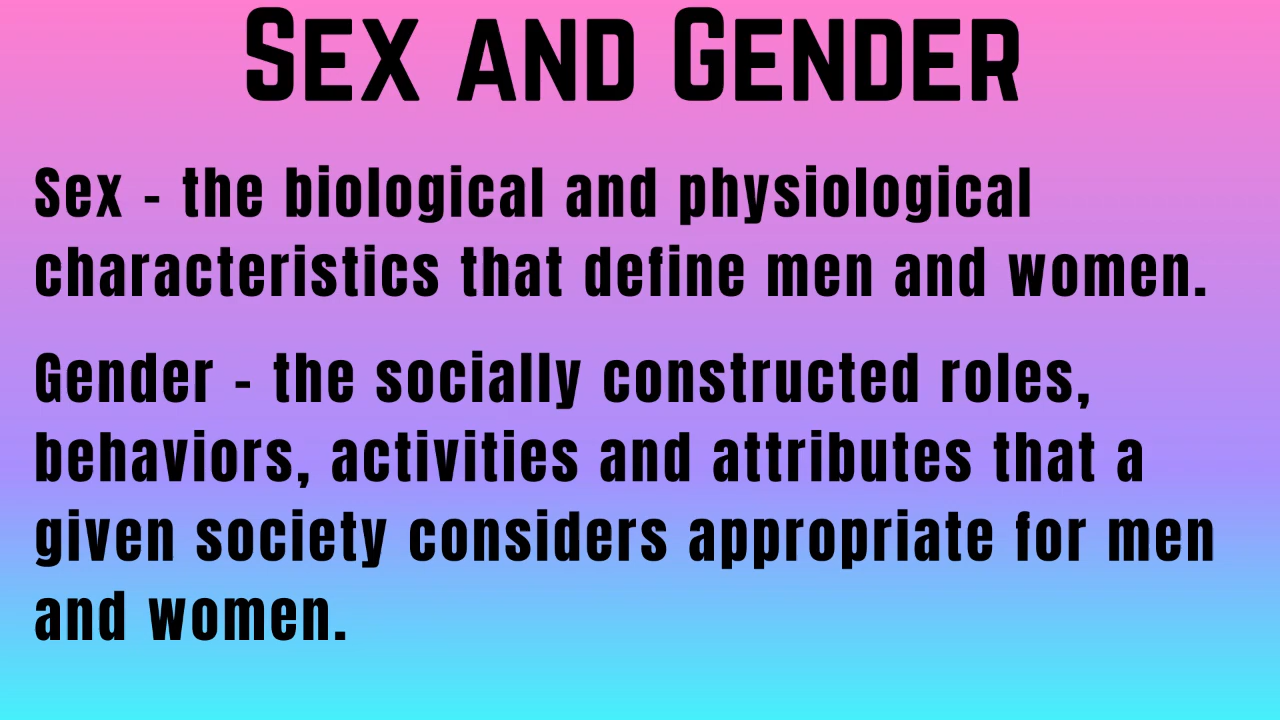 Sex and Gender
Sex - the biological and physiological
characteristics that define men and women.
Gender - the socially constructed roles,
behaviors, activities and attributes that a
given society considers appropriate for men
and women.